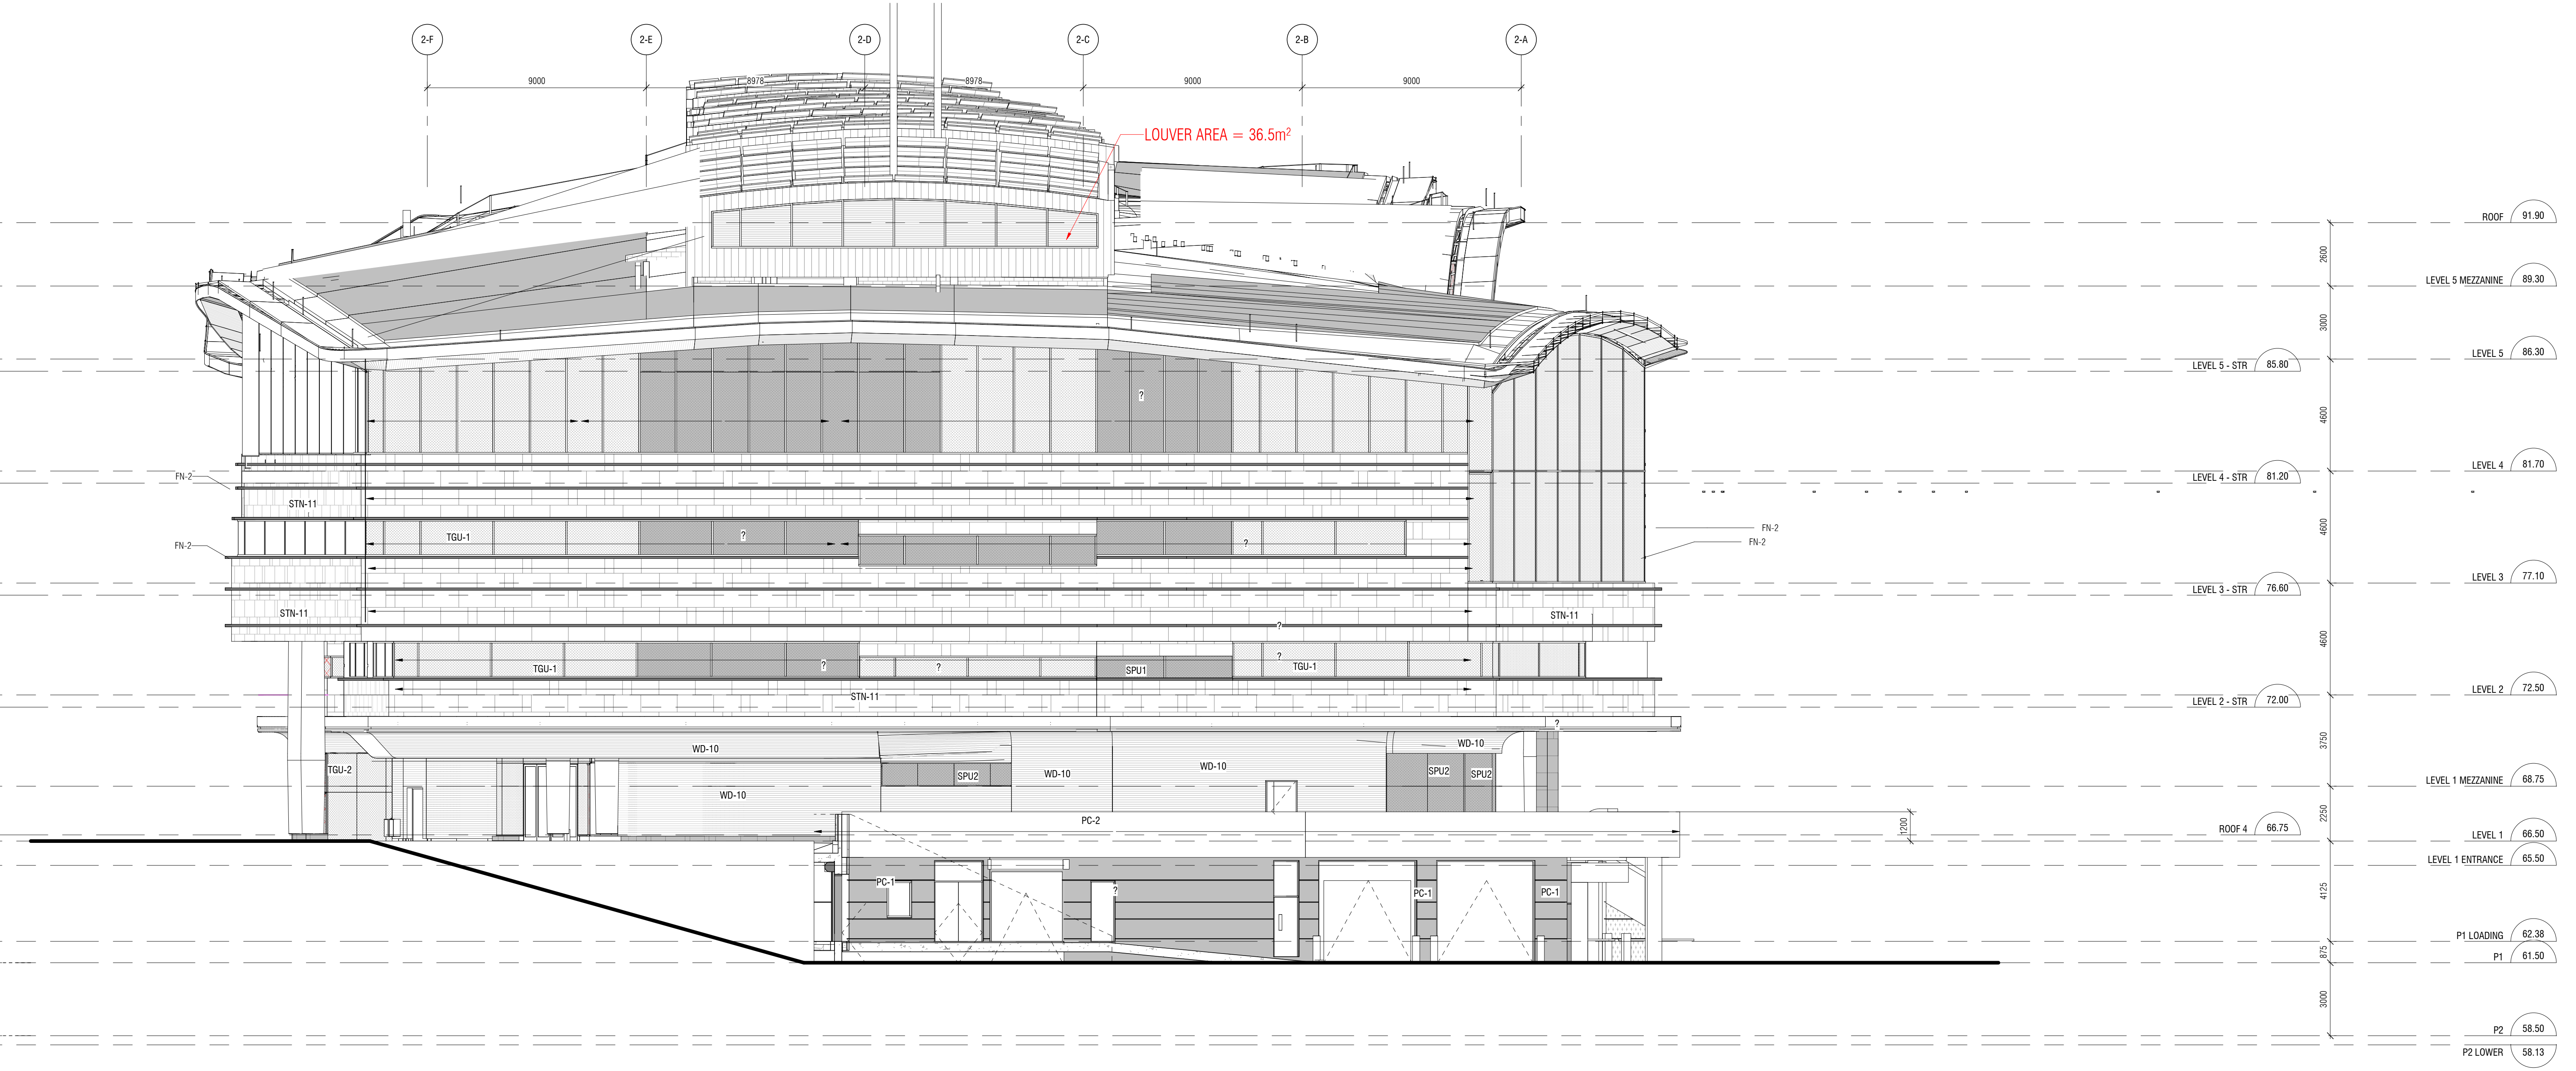 2-F 2-E 2-D 2-C 2-B 2-A
9000 8978 8978 9000 9000
LOUVER AREA = 36.5m²
ROOF 91.90
2600
LEVEL 5 MEZZANINE 89.30
3000
LEVEL 5 86.30
LEVEL 5 - STR 85.80
?
4600
LEVEL 4 81.70
FN-2
LEVEL 4 - STR 81.20
STN-11
FN-2
4600
TGU-1 ? ?
FN-2
FN-2
LEVEL 3 77.10
LEVEL 3 - STR 76.60
STN-11 STN-11
?
4600
TGU-1 ? ? SPU1 ? TGU-1
STN-11
LEVEL 2 72.50
LEVEL 2 - STR 72.00
?
3750
WD-10 WD-10
TGU-2 SPU2 WD-10 WD-10 SPU2 SPU2
LEVEL 1 MEZZANINE 68.75
WD-10
2250
PC-2
1200
ROOF 4 66.75
LEVEL 1 66.50
LEVEL 1 ENTRANCE 65.50
PC-1 ? PC-1 PC-1
4125
P1 LOADING 62.38
875
P1 61.50
3000
P2 58.50
P2 LOWER 58.13